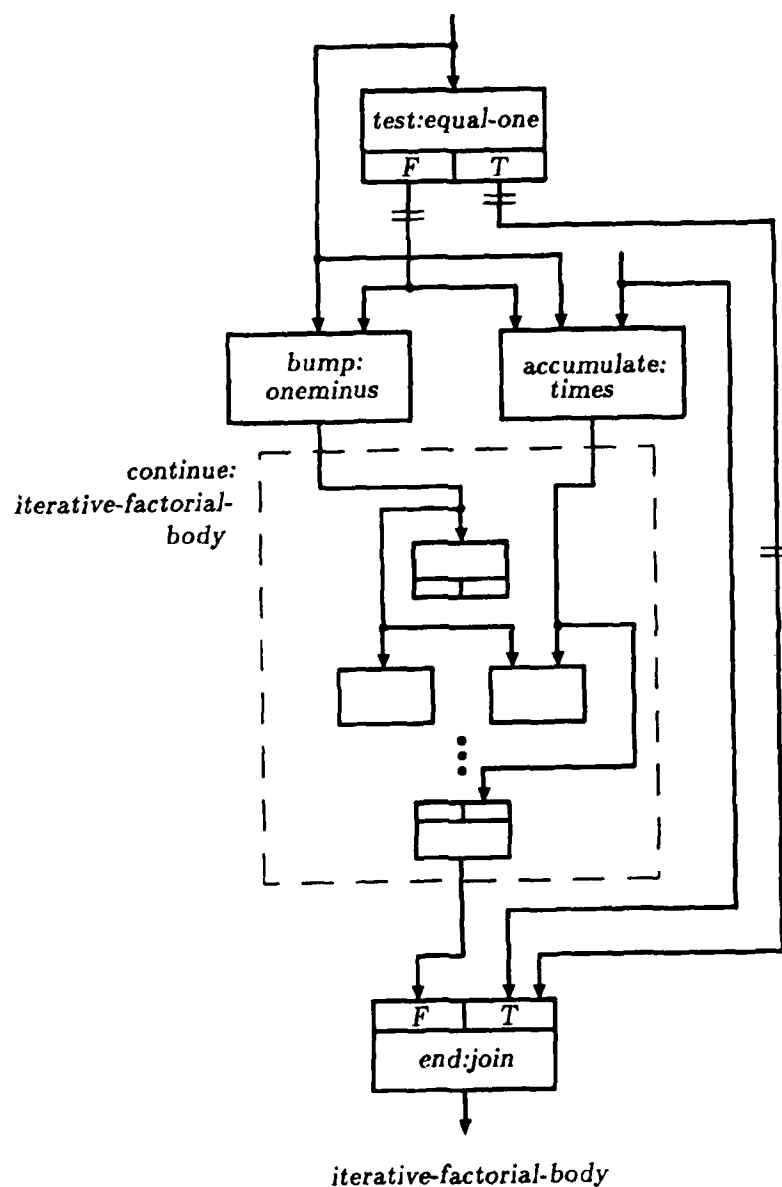 test:equal-one
F
T
bump:
oneminus
accumulate:
times
continue:
iterative-factorial-
body
F
T
end:join
iterative-factorial-body